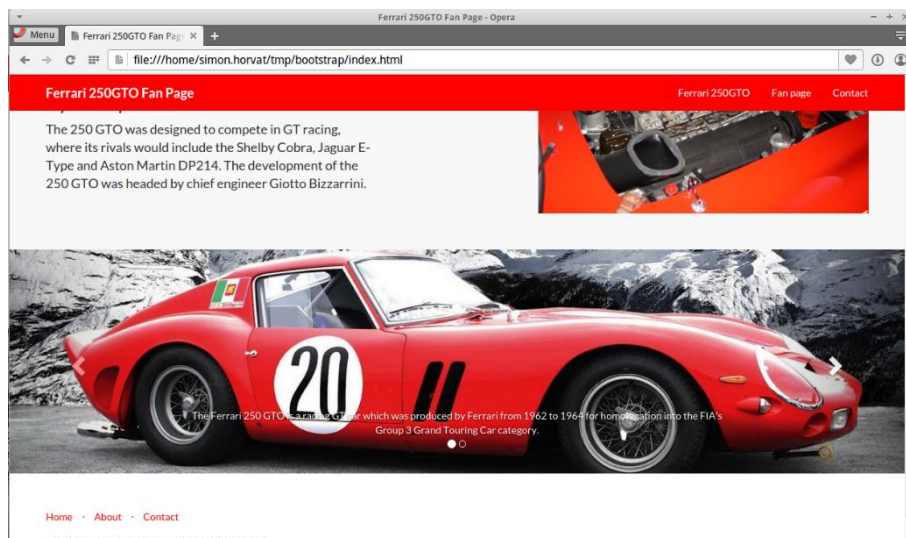 Ferrari 250GTO Fan Page - Opera
Menu
Ferrari 250GTO Fan Page
file:///home/simon.horvat/tmp/bootstrap/index.html
Ferrari 250GTO Fan Page
Ferrari 250GTO Fan page Contact
The 250 GTO was designed to compete in GT racing,
where its rivals would include the Shelby Cobra, Jaguar E-
Type and Aston Martin DP214. The development of the
250 GTO was headed by chief engineer Giotto Bizzarrini.
20
The Ferrari 250 GTO is a racing GT car which was produced by Ferrari from 1962 to 1964 for homologation into the FIA's
Group 3 Grand Touring Car category.
Home · About · Contact